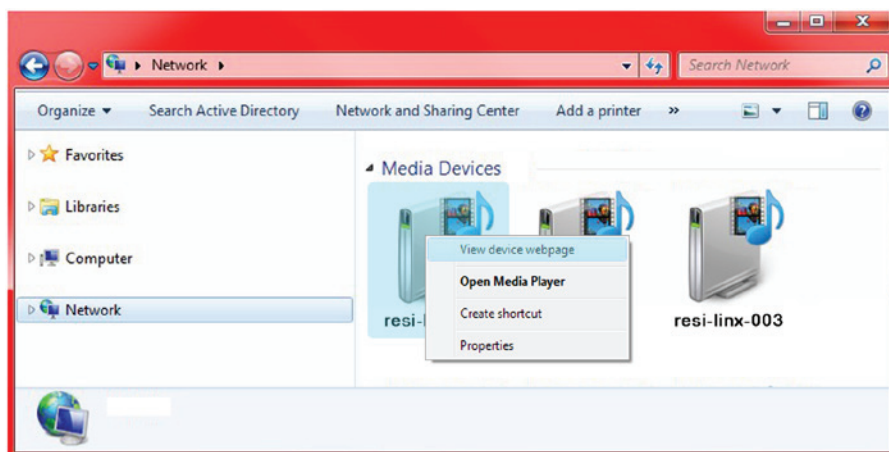 Network
Search Network
Organize
Search Active Directory
Network and Sharing Center
Add a printer
»
Favorites
Libraries
Computer
Network
Media Devices
View device webpage
Open Media Player
Create shortcut
Properties
resi-l
resi-linx-003